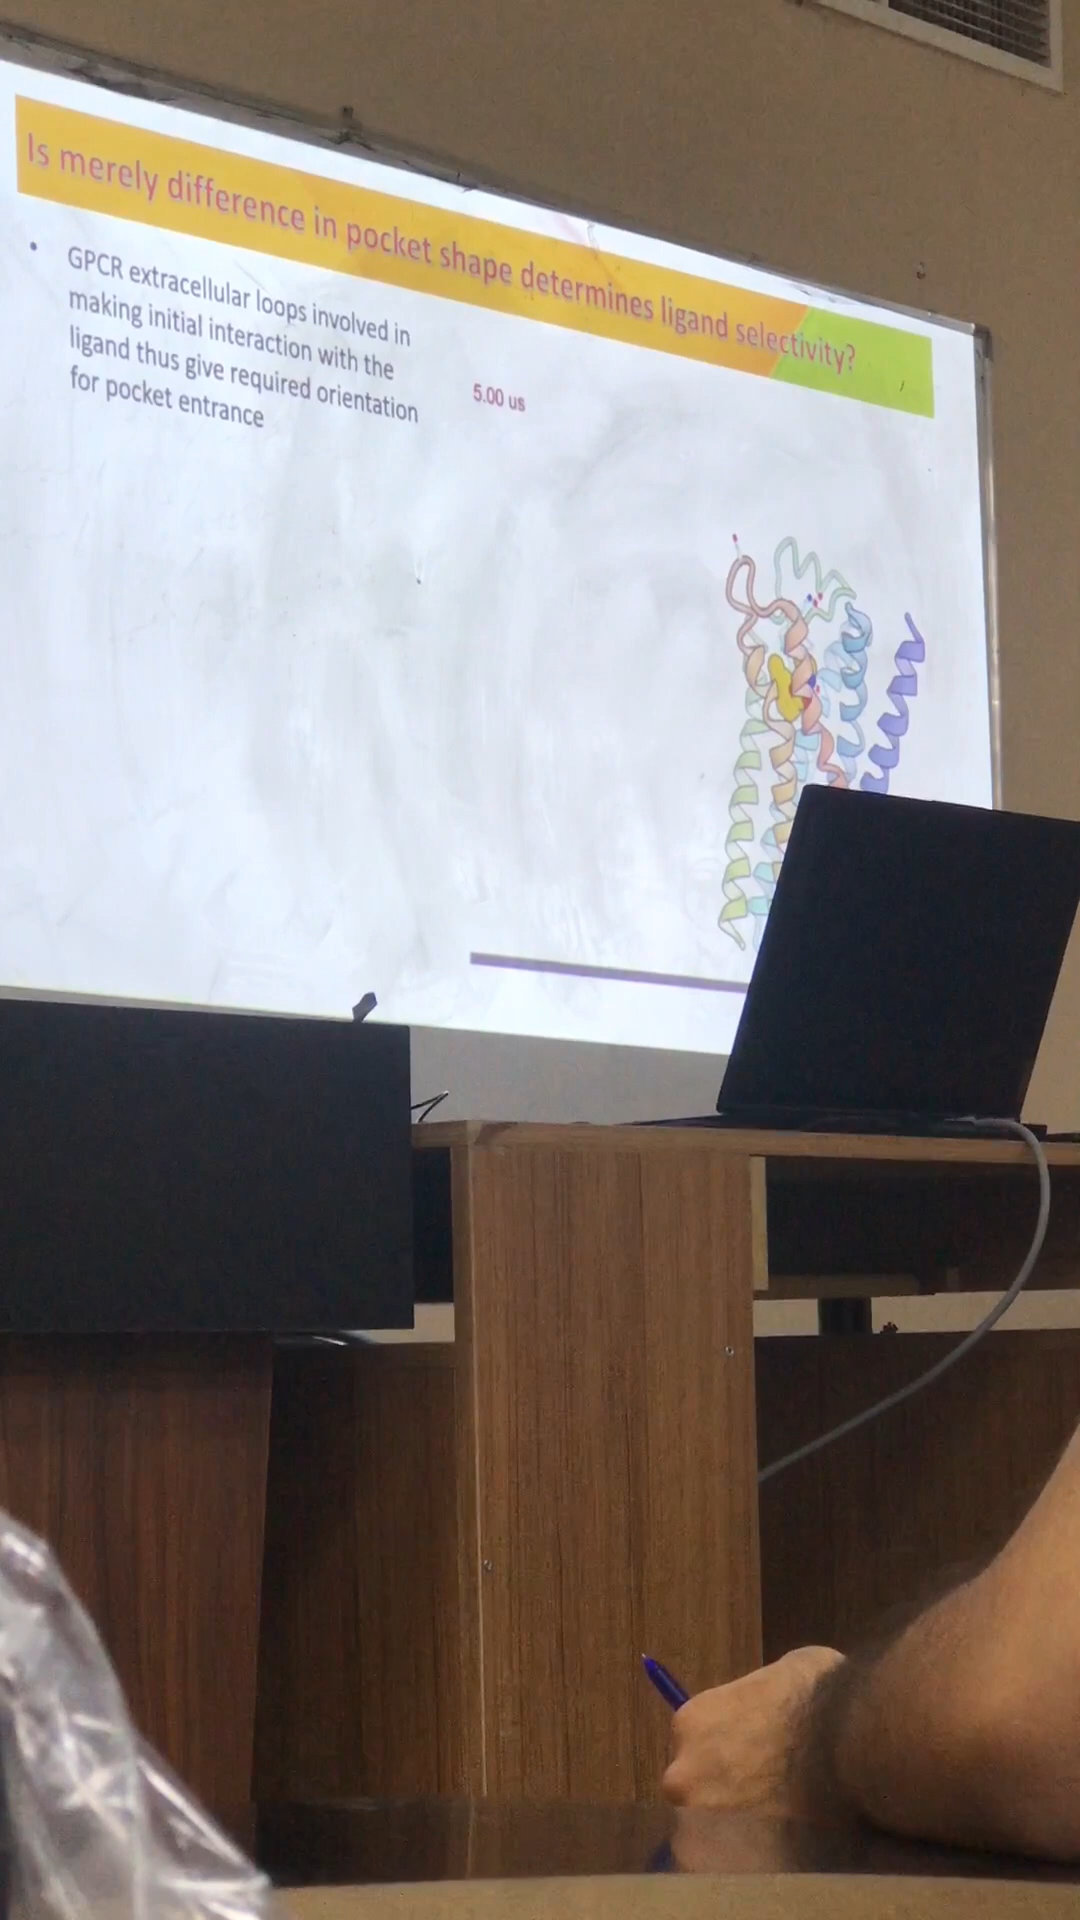 Is merely difference in pocket shape determines ligand selectivity?
• GPCR extracellular loops involved in
making initial interaction with the
ligand thus give required orientation
for pocket entrance
5.00 us